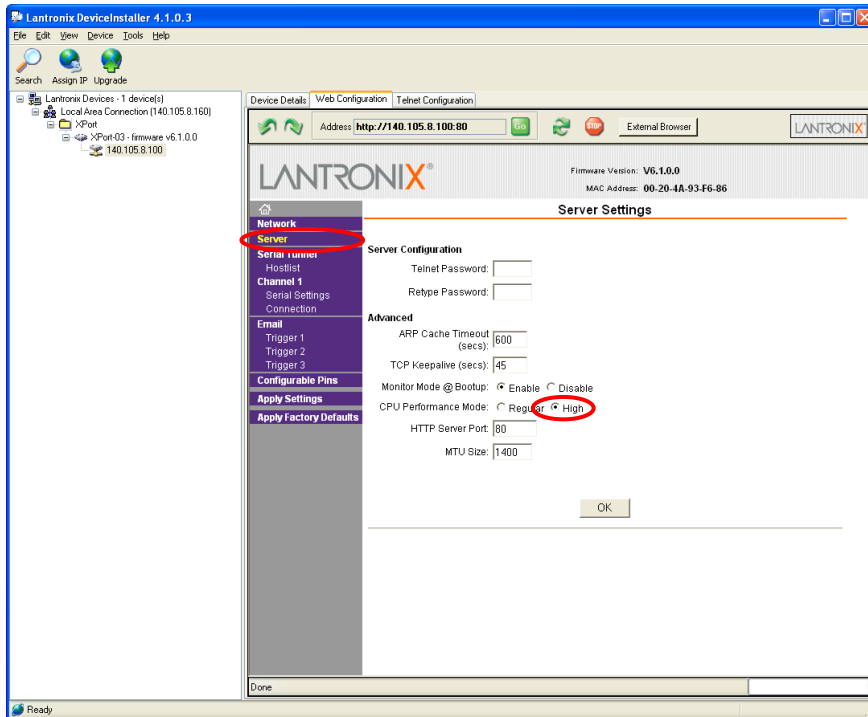 Lantronix DeviceInstaller 4.1.0.3
File Edit View Device Tools Help
Search Assign IP Upgrade
Lantronix Devices - 1 device(s)
Local Area Connection (140.105.8.160)
XPort
XPort-03 - firmware v6.1.0.0
140.105.8.100
Device Details Web Configuration Telnet Configuration
Address http://140.105.8.100:80 Go STOP External Browser LANTRONIX
LANTRONIX®
Firmware Version: V6.1.0.0
MAC Address: 00-20-4A-93-F6-86
Network
Server
Serial Tunnel
Hostlist
Channel 1
Serial Settings
Connection
Email
Trigger 1
Trigger 2
Trigger 3
Configurable Pins
Apply Settings
Apply Factory Defaults
Server Settings
Server Configuration
Telnet Password:
Retype Password:
Advanced
ARP Cache Timeout (secs): 600
TCP Keepalive (secs): 45
Monitor Mode @ Bootup: Enable Disable
CPU Performance Mode: Regular High
HTTP Server Port: 80
MTU Size: 1400
OK
Done
Ready